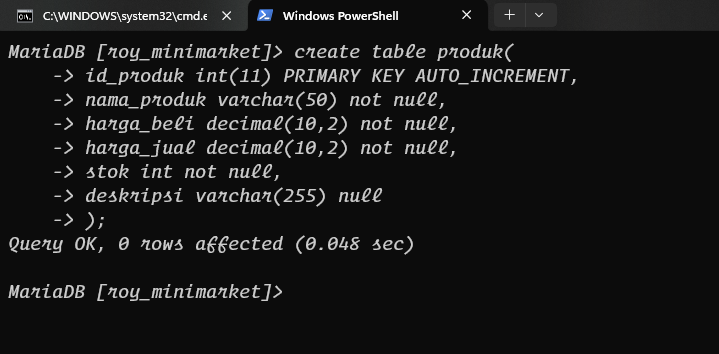 C:\WINDOWS\system32\cmd.e
Windows PowerShell
MariaDB [roy_minimarket]> create table produk(
-> id_produk int(11) PRIMARY KEY AUTO_INCREMENT,
-> nama_produk varchar(50) not null,
-> harga_beli decimal(10,2) not null,
-> harga_jual decimal(10,2) not null,
-> stok int not null,
-> deskripsi varchar(255) null
-> );
Query OK, 0 rows affected (0.048 sec)
MariaDB [roy_minimarket]>